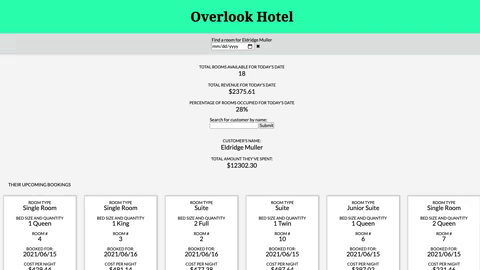 Overlook Hotel
Find a room for Eldridge Muller
mm/dd/yyyy
TOTAL ROOMS AVAILABLE FOR TODAY'S DATE
18
TOTAL REVENUE FOR TODAY'S DATE
$2375.61
PERCENTAGE OF ROOMS OCCUPIED FOR TODAY'S DATE
28%
Search for customer by name:
Submit
CUSTOMER'S NAME:
Eldridge Muller
TOTAL AMOUNT THEY'VE SPENT:
$12302.30
THEIR UPCOMING BOOKINGS
ROOM TYPE ROOM TYPE ROOM TYPE ROOM TYPE ROOM TYPE ROOM TYPE
Single Room Single Room Suite Suite Junior Suite Single Room
BED SIZE AND QUANTITY BED SIZE AND QUANTITY BED SIZE AND QUANTITY BED SIZE AND QUANTITY BED SIZE AND QUANTITY BED SIZE AND QUANTITY
1 Queen 1 King 2 Full 1 Twin 1 Queen 2 Queen
ROOM # ROOM # ROOM # ROOM # ROOM # ROOM #
4 3 2 10 6 7
BOOKED FOR: BOOKED FOR: BOOKED FOR: BOOKED FOR: BOOKED FOR: BOOKED FOR:
2021/06/15 2021/06/16 2021/06/16 2021/06/15 2021/06/15 2021/06/15
COST PER NIGHT COST PER NIGHT COST PER NIGHT COST PER NIGHT COST PER NIGHT COST PER NIGHT